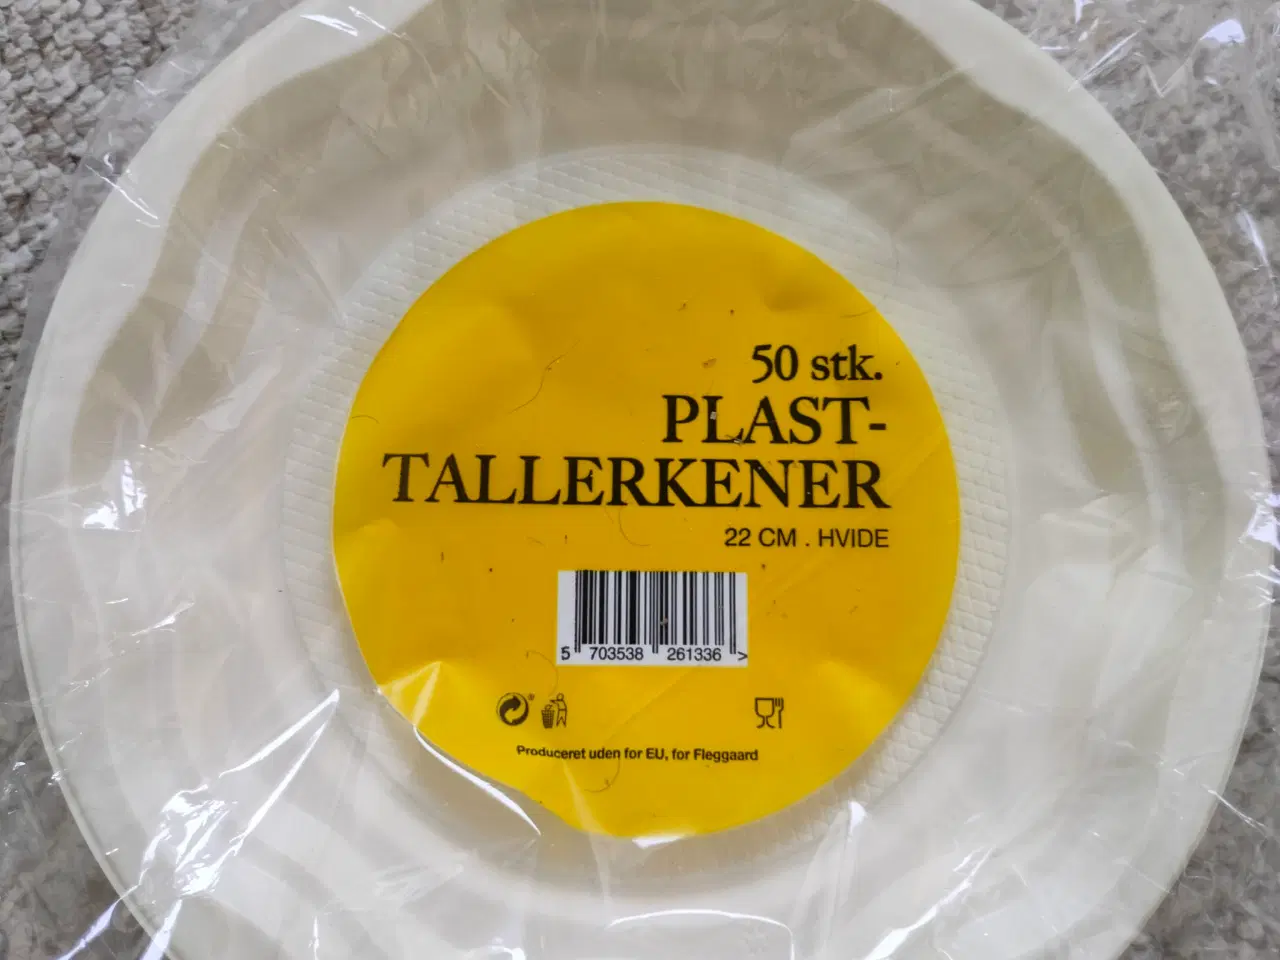 50 stk.
PLAST-
TALLERKENER
22 CM . HVIDE
5 703538 261336 >
®
Produceret uden for EU, for Fleggaard